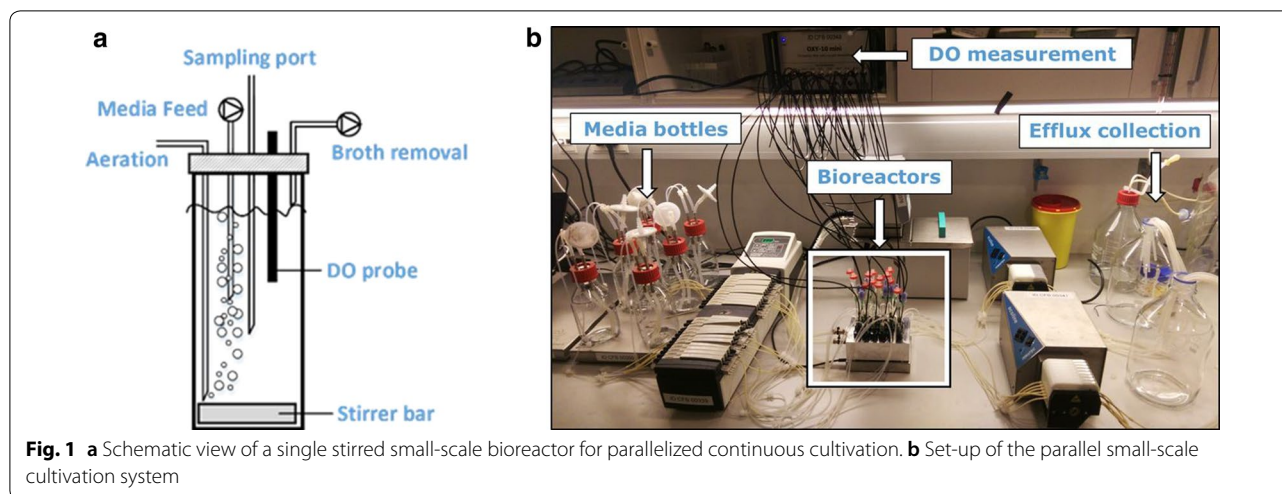 a
Sampling port
Media Feed
Aeration
Broth removal
DO probe
Stirrer bar
b
DO measurement
Media bottles
Efflux collection
Bioreactors
Fig. 1 a Schematic view of a single stirred small-scale bioreactor for parallelized continuous cultivation. b Set-up of the parallel small-scale
cultivation system